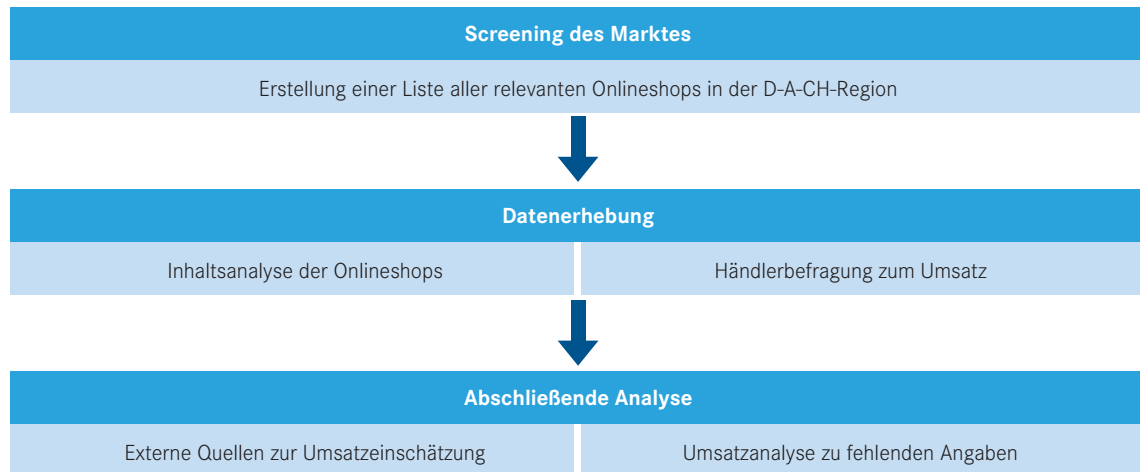 Screening des Marktes
Erstellung einer Liste aller relevanten Onlineshops in der D-A-CH-Region
Datenerhebung
Inhaltsanalyse der Onlineshops
Händlerbefragung zum Umsatz
Abschließende Analyse
Externe Quellen zur Umsatzeinschätzung
Umsatzanalyse zu fehlenden Angaben